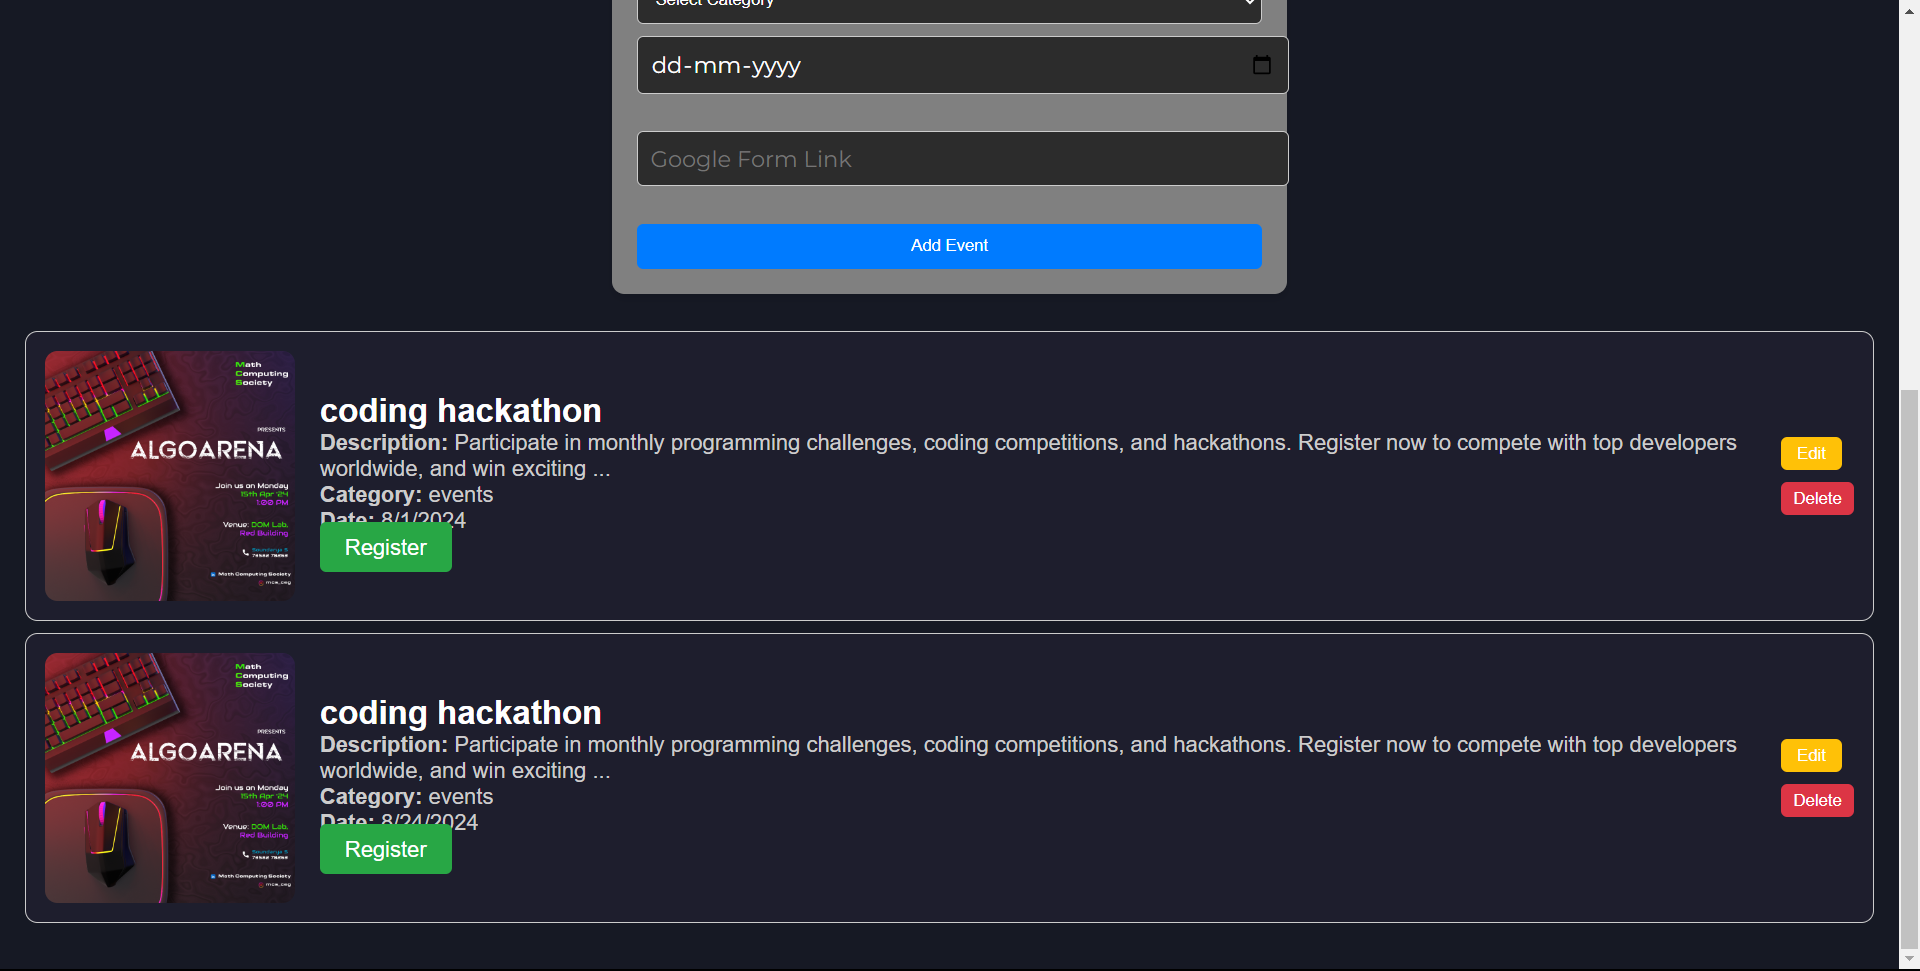 Select Category
dd-mm-yyyy
Google Form Link
Add Event
Math
Computing
Society
PRESENTS
ALGOARENA
Join us on Monday
15th Apr '24
1:00 PM
Venue: DOM Lab,
Red Building
Math Computing Society
mcs_ceg
coding hackathon
Description: Participate in monthly programming challenges, coding competitions, and hackathons. Register now to compete with top developers
worldwide, and win exciting ...
Category: events
Date: 8/1/2024
Register
Edit
Delete
Math
Computing
Society
PRESENTS
ALGOARENA
Join us on Monday
15th Apr '24
1:00 PM
Venue: DOM Lab,
Red Building
Math Computing Society
mcs_ceg
coding hackathon
Description: Participate in monthly programming challenges, coding competitions, and hackathons. Register now to compete with top developers
worldwide, and win exciting ...
Category: events
Date: 8/24/2024
Register
Edit
Delete